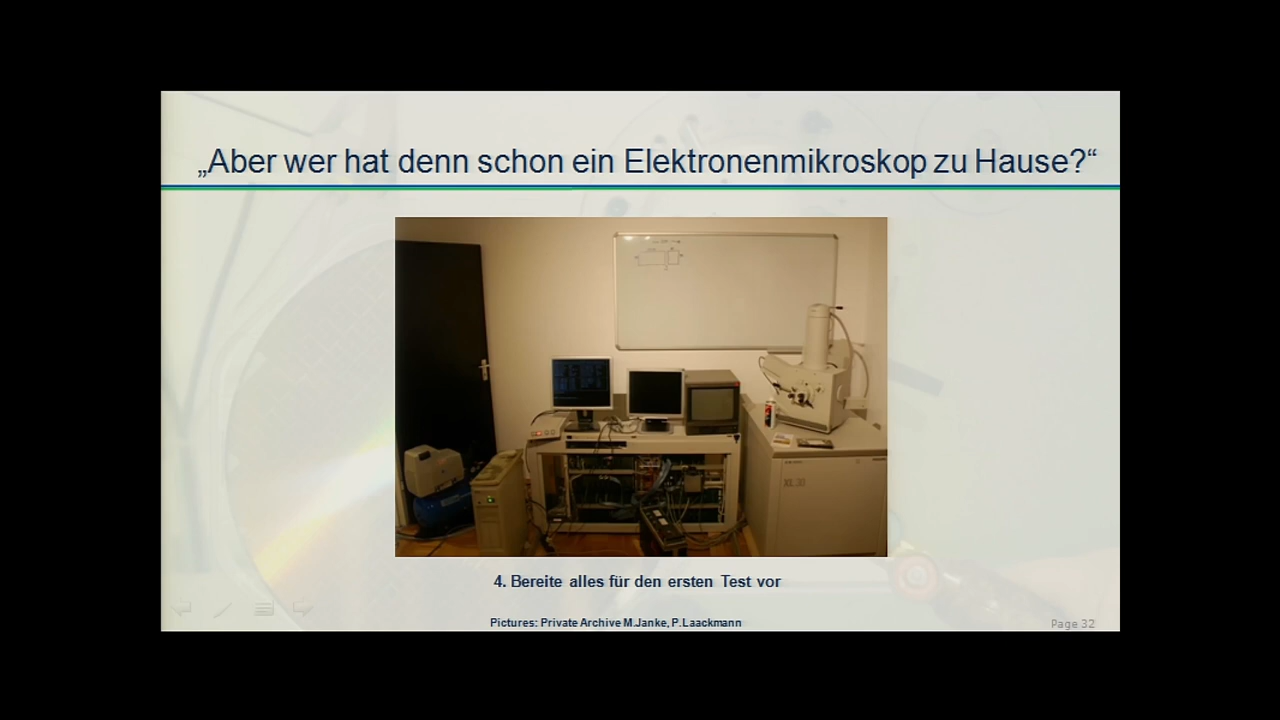 „Aber wer hat denn schon ein Elektronenmikroskop zu Hause?“
4. Bereite alles für den ersten Test vor
Pictures: Private Archive M.Janke, P.Laackmann
Page 32